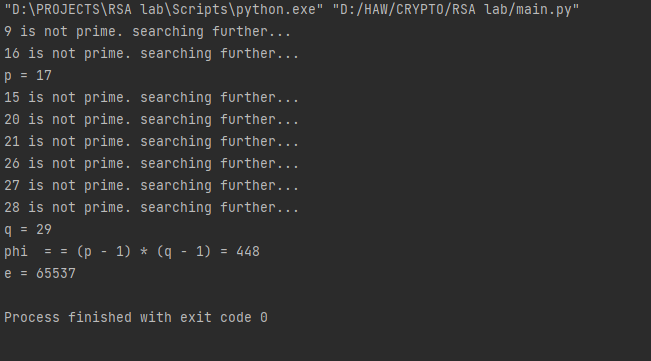 "D:\PROJECTS\RSA lab\Scripts\python.exe" "D:/HAW/CRYPTO/RSA lab/main.py"
9 is not prime. searching further...
16 is not prime. searching further...
p = 17
15 is not prime. searching further...
20 is not prime. searching further...
21 is not prime. searching further...
26 is not prime. searching further...
27 is not prime. searching further...
28 is not prime. searching further...
q = 29
phi  = = (p - 1) * (q - 1) = 448
e = 65537
Process finished with exit code 0